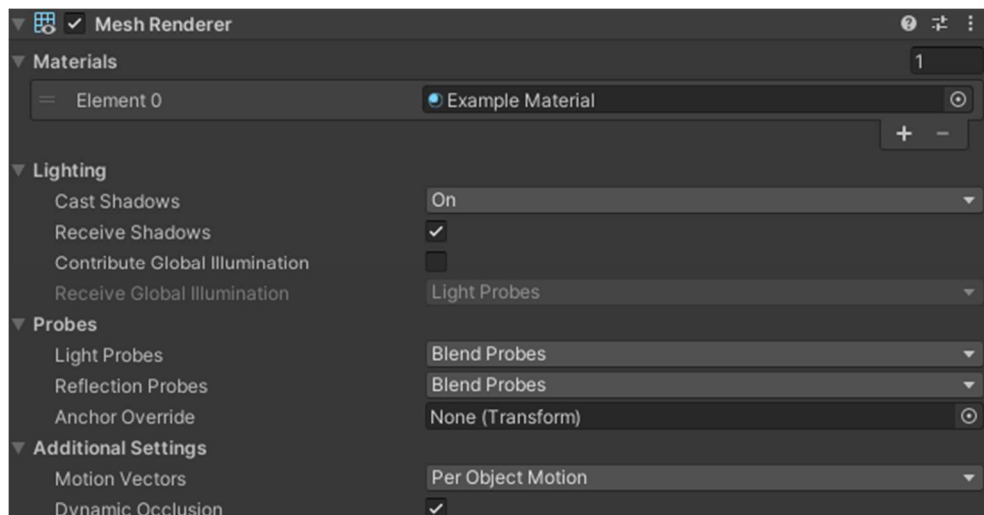 Mesh Renderer
Materials 1
Element 0 Example Material
Lighting
Cast Shadows On
Receive Shadows
Contribute Global Illumination
Receive Global Illumination Light Probes
Probes
Light Probes Blend Probes
Reflection Probes Blend Probes
Anchor Override None (Transform)
Additional Settings
Motion Vectors Per Object Motion
Dynamic Occlusion